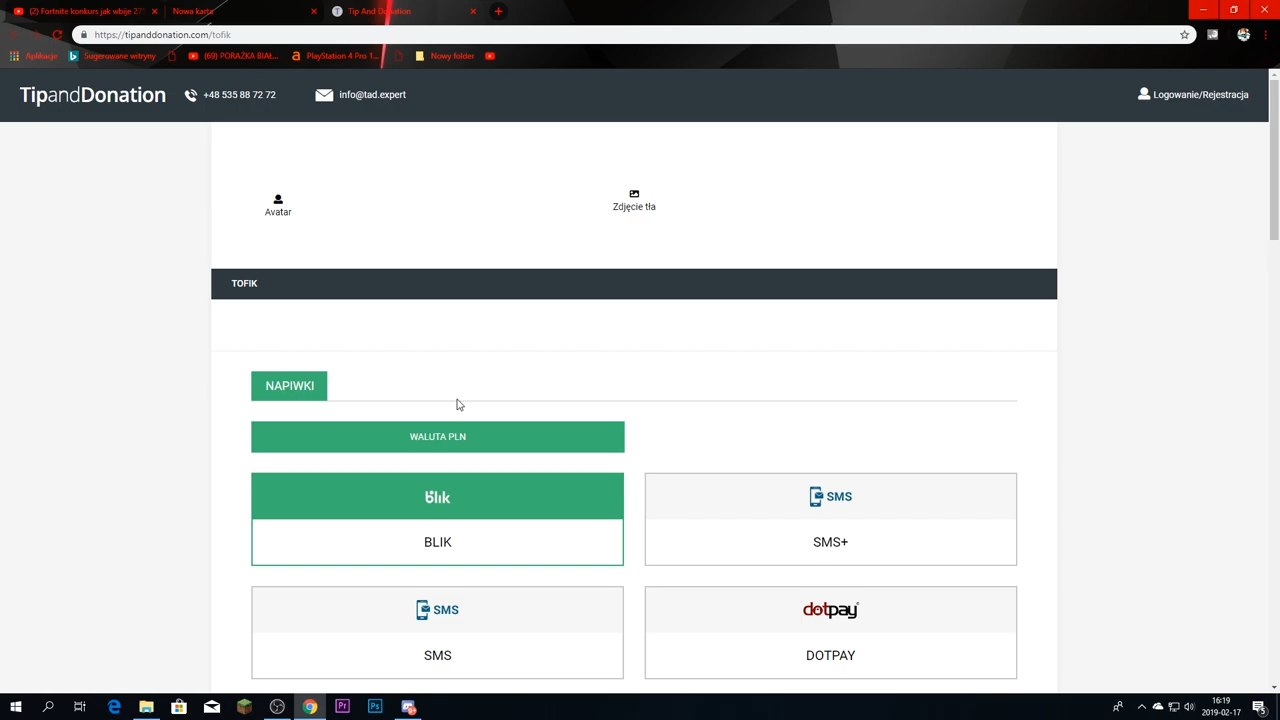 (2) Fortnite konkurs jak wbije 27
Nowa karta
Tip And Donation
https://tipanddonation.com/tofik
Aplikacje
Sugerowane witryny
(69) PORAŻKA BIAŁ...
PlayStation 4 Pro 1...
Nowy folder
TipandDonation
+48 535 88 72 72
info@tad.expert
Logowanie/Rejestracja
Avatar
Zdjęcie tła
TOFIK
NAPIWKI
WALUTA PLN
blik
SMS
BLIK
SMS+
SMS
dotpay
SMS
DOTPAY
Pr
Ps
16:19
2019-02-17